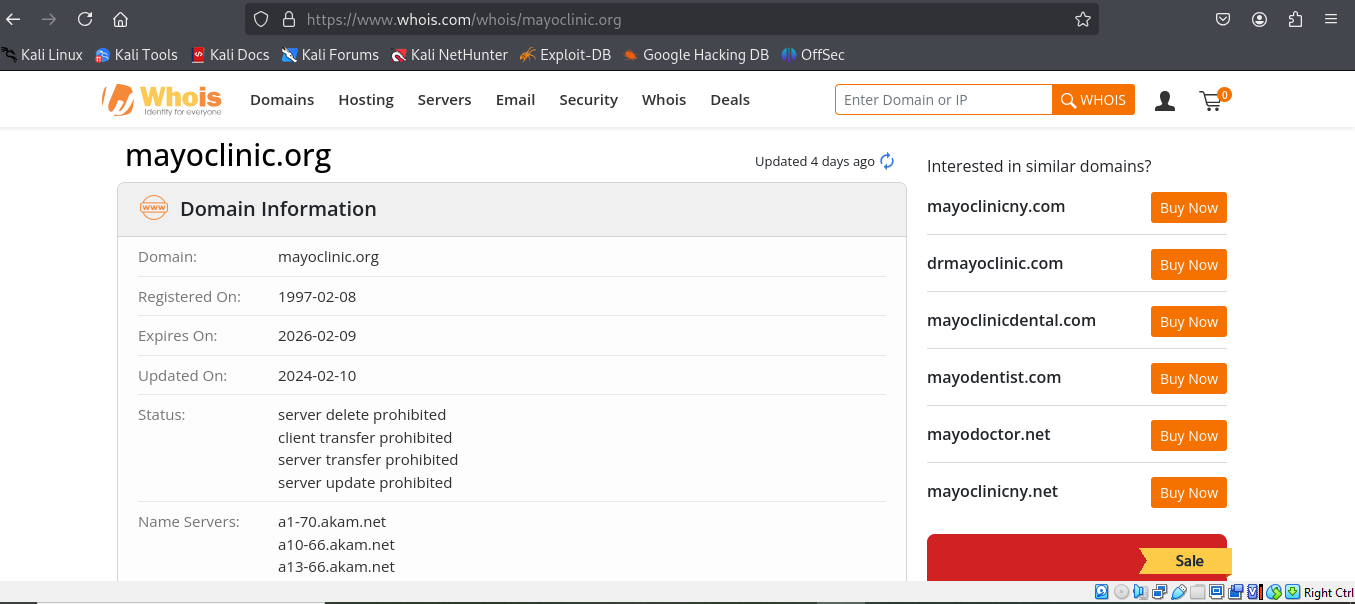 https://www.whois.com/whois/mayoclinic.org
Kali Linux Kali Tools Kali Docs Kali Forums Kali NetHunter Exploit-DB Google Hacking DB OffSec
Whois
Identity for everyone
Domains Hosting Servers Email Security Whois Deals
Enter Domain or IP WHOIS 0
mayoclinic.org
Updated 4 days ago
www Domain Information
Domain: mayoclinic.org
Registered On: 1997-02-08
Expires On: 2026-02-09
Updated On: 2024-02-10
Status: server delete prohibited
client transfer prohibited
server transfer prohibited
server update prohibited
Name Servers: a1-70.akam.net
a10-66.akam.net
a13-66.akam.net
Interested in similar domains?
mayoclinicny.com Buy Now
drmayoclinic.com Buy Now
mayoclinicdental.com Buy Now
mayodentist.com Buy Now
mayodoctor.net Buy Now
mayoclinicny.net Buy Now
Sale
Right Ctrl